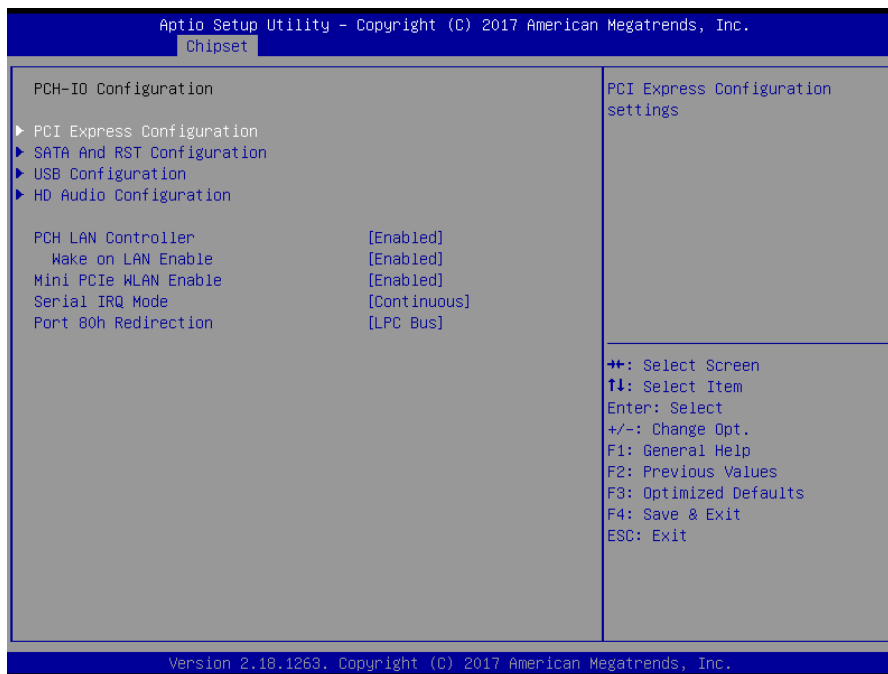 Aptio Setup Utility – Copyright (C) 2017 American Megatrends, Inc.
Chipset
PCH-IO Configuration
PCI Express Configuration
SATA And RST Configuration
USB Configuration
HD Audio Configuration
PCH LAN Controller [Enabled]
Wake on LAN Enable [Enabled]
Mini PCIe WLAN Enable [Enabled]
Serial IRQ Mode [Continuous]
Port 80h Redirection [LPC Bus]
PCI Express Configuration
settings
→←: Select Screen
↑↓: Select Item
Enter: Select
+/-: Change Opt.
F1: General Help
F2: Previous Values
F3: Optimized Defaults
F4: Save & Exit
ESC: Exit
Version 2.18.1263. Copyright (C) 2017 American Megatrends, Inc.